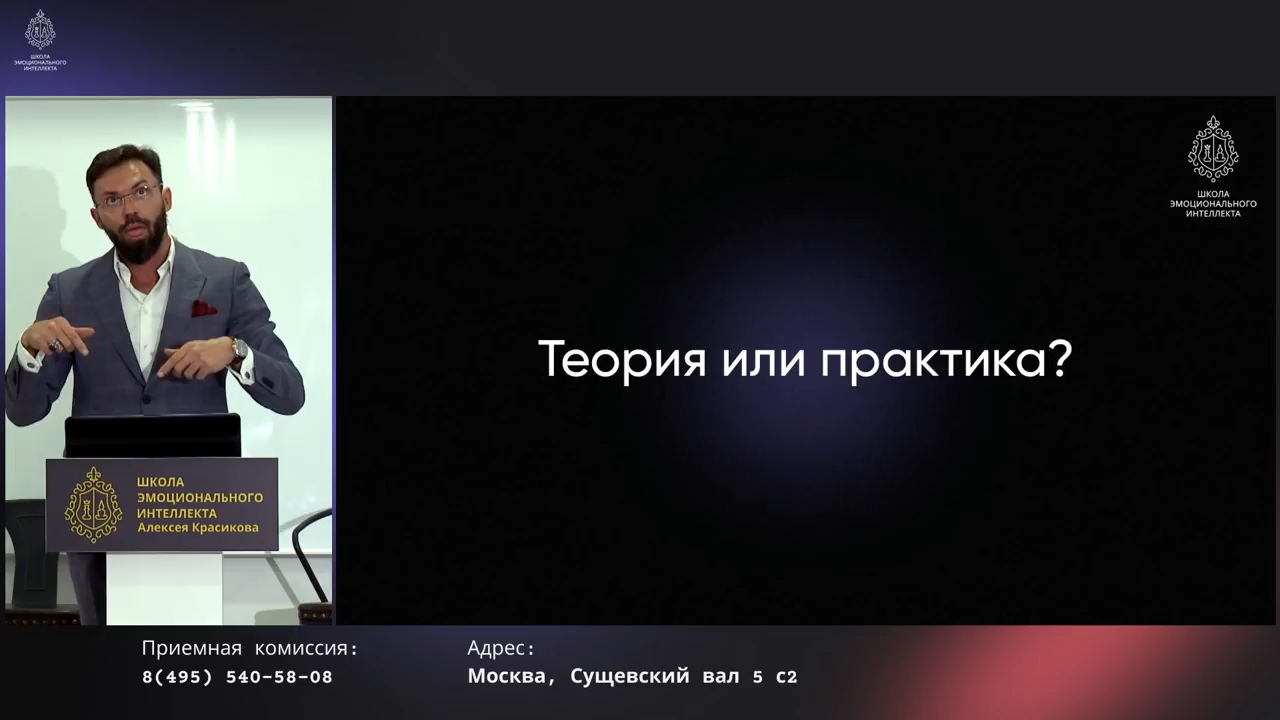 ШКОЛА
ЭМОЦИОНАЛЬНОГО
ИНТЕЛЛЕКТА
ШКОЛА
ЭМОЦИОНАЛЬНОГО
ИНТЕЛЛЕКТА
Теория или практика?
ШКОЛА
ЭМОЦИОНАЛЬНОГО
ИНТЕЛЛЕКТА
Алексея Красикова
Приемная комиссия:
8(495) 540-58-08
Адрес:
Москва, Сущевский вал 5 с2